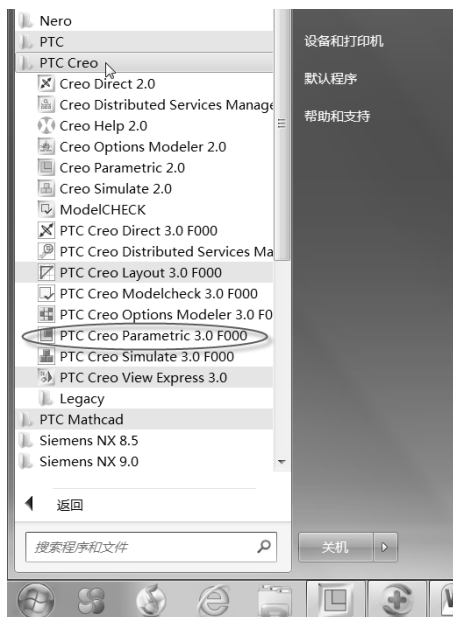 Nero
PTC
PTC Creo
Creo Direct 2.0
Creo Distributed Services Manage
Creo Help 2.0
Creo Options Modeler 2.0
Creo Parametric 2.0
Creo Simulate 2.0
ModelCHECK
PTC Creo Direct 3.0 F000
PTC Creo Distributed Services Ma
PTC Creo Layout 3.0 F000
PTC Creo Modelcheck 3.0 F000
PTC Creo Options Modeler 3.0 F0
PTC Creo Parametric 3.0 F000
PTC Creo Simulate 3.0 F000
PTC Creo View Express 3.0
Legacy
PTC Mathcad
Siemens NX 8.5
Siemens NX 9.0
返回
搜索程序和文件
设备和打印机
默认程序
帮助和支持
关机